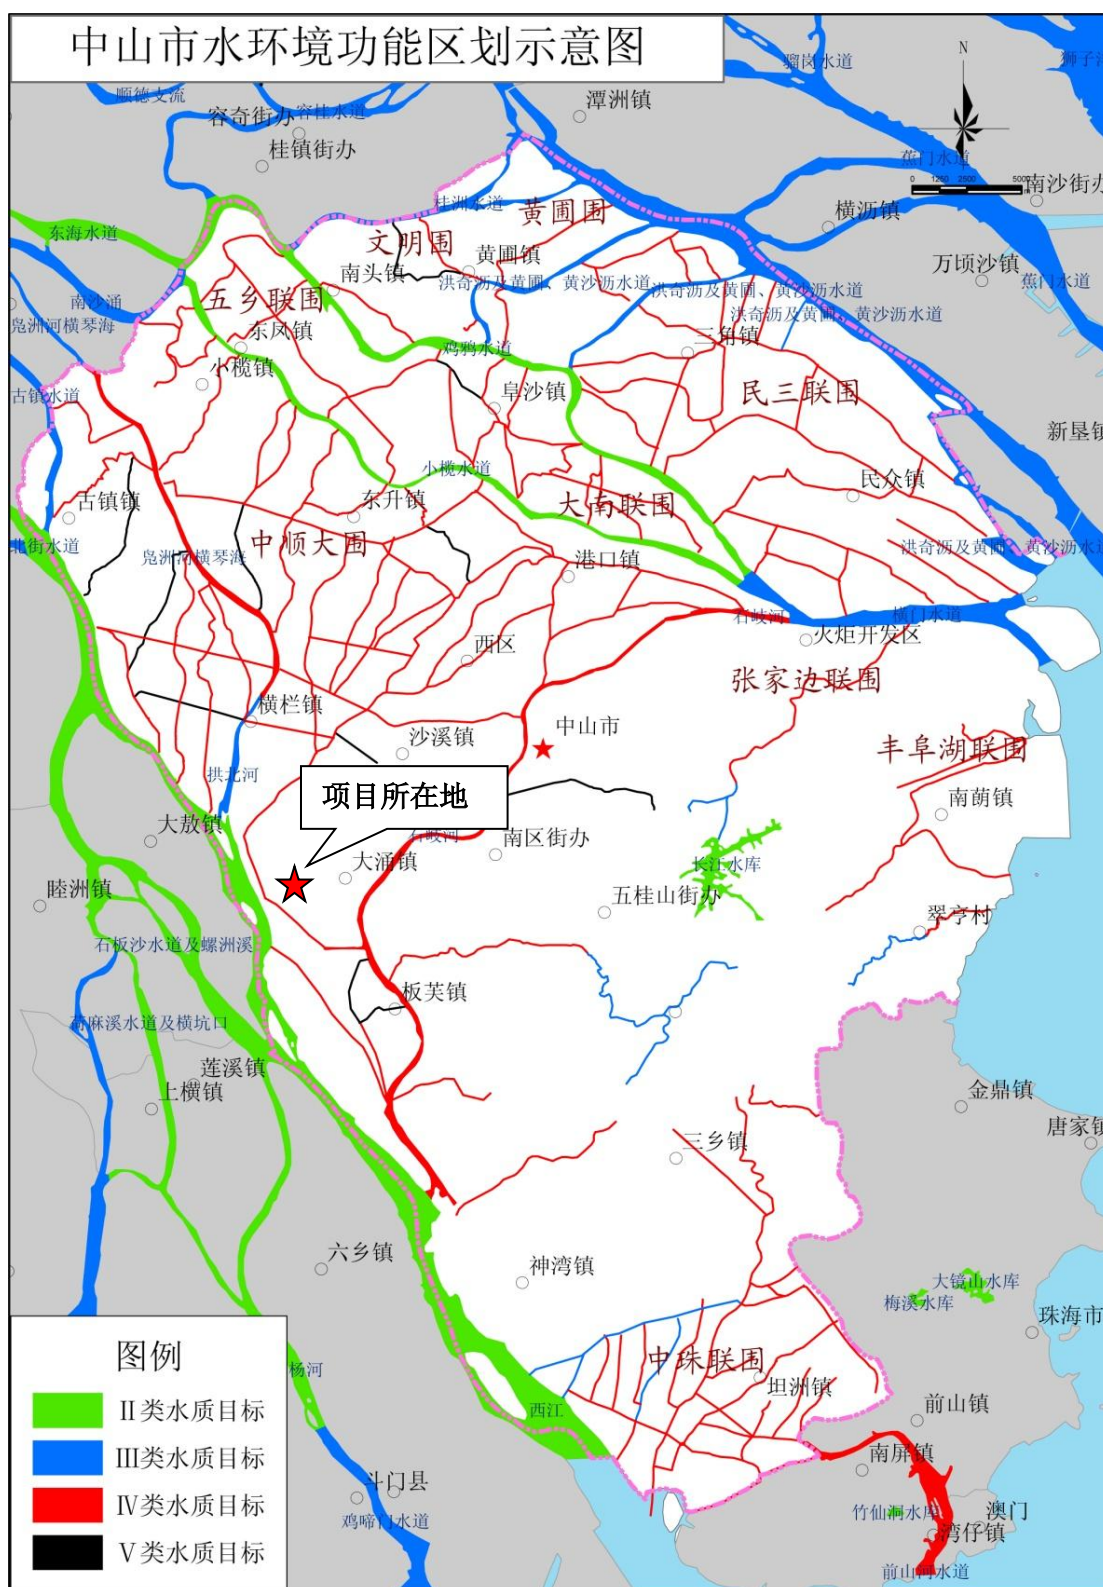 中山市水环境功能区划示意图
N
潭洲镇
骝岗水道
顺德支流
容桂水道
容奇街办
桂镇街办
蕉门水道
0 1250 2500
南沙街办
横沥镇
桂洲水道
黄圃围
文明围
东海水道
黄圃镇
万顷沙镇
南头镇
洪奇沥及黄圃、黄沙沥水道
洪奇沥及黄圃、黄沙沥水道
蕉门水道
南沙涌
五乡联围
洪奇沥及黄圃、黄沙沥水道
凫洲河横琴海
东凤镇
三角镇
鸡鸦水道
小榄镇
古镇水道
阜沙镇
民三联围
新垦镇
小榄水道
民众镇
古镇镇
东升镇
大南联围
北街水道
凫洲河横琴海
中顺大围
洪奇沥及黄圃、黄沙沥水道
港口镇
石岐河
横门水道
火炬开发区
西区
张家边联围
横栏镇
中山市
沙溪镇
丰阜湖联围
拱北河
项目所在地
南蓢镇
大敖镇
石岐河
南区街办
长江水库
大涌镇
睦洲镇
五桂山街办
翠亨村
石板沙水道及螺洲溪
板芙镇
荷麻溪水道及横坑口
莲溪镇
上横镇
金鼎镇
唐家镇
三乡镇
六乡镇
神湾镇
大镜山水库
梅溪水库
珠海市
图例
中珠联围
杨河
坦洲镇
II类水质目标
西江
前山镇
III类水质目标
南屏镇
IV类水质目标
斗门县
竹仙洞水库
澳门
鸡啼门水道
湾仔镇
V类水质目标
前山河水道